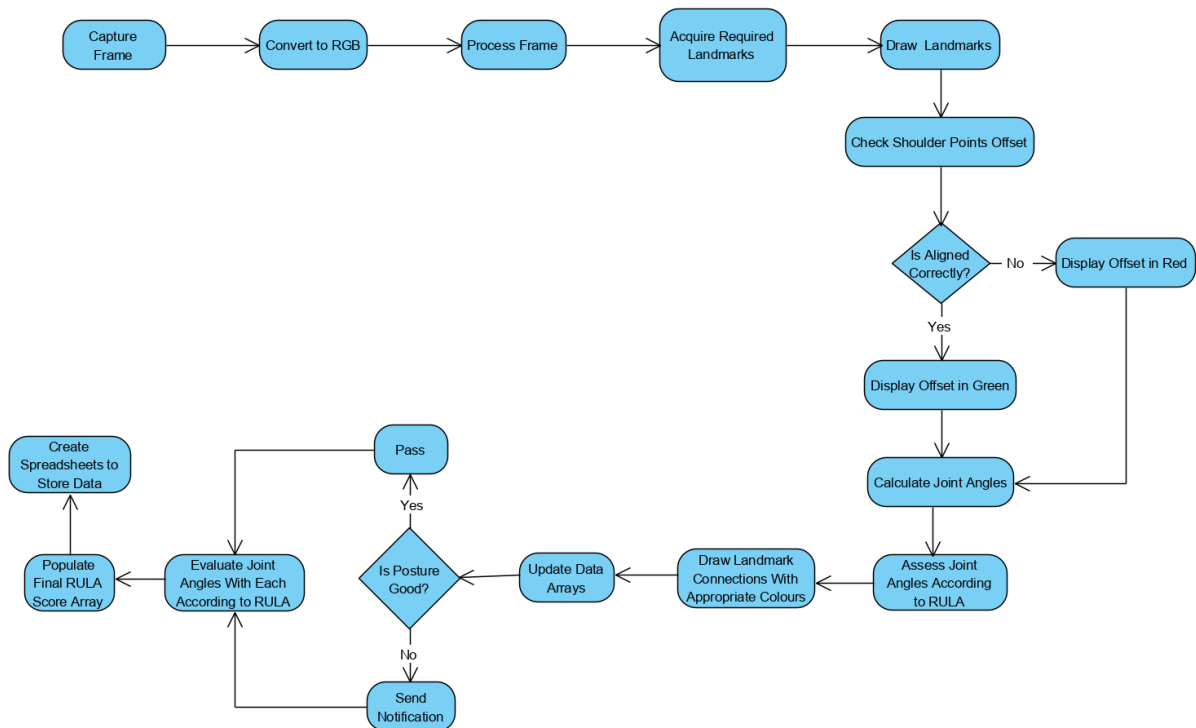 Capture
Frame
Convert to RGB
Process Frame
Acquire Required
Landmarks
Draw Landmarks
Check Shoulder Points Offset
Is Aligned
Correctly?
No
Display Offset in Red
Yes
Display Offset in Green
Calculate Joint Angles
Assess Joint
Angles According
to RULA
Draw Landmark
Connections With
Appropriate Colours
Update Data
Arrays
Is Posture
Good?
Yes
Pass
No
Send
Notification
Evaluate Joint
Angles With Each
According to RULA
Populate
Final RULA
Score Array
Create
Spreadsheets to
Store Data